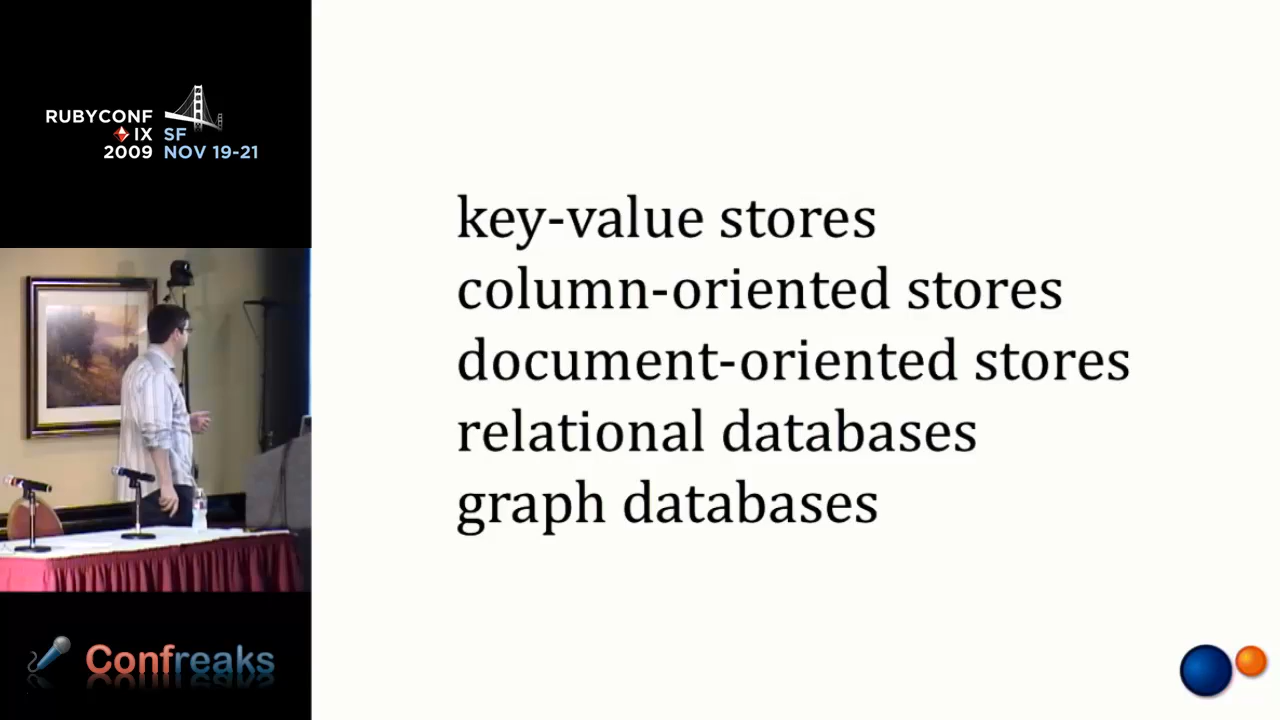 RUBYCONF
IX SF
2009 NOV 19-21
key-value stores
column-oriented stores
document-oriented stores
relational databases
graph databases
Confreaks